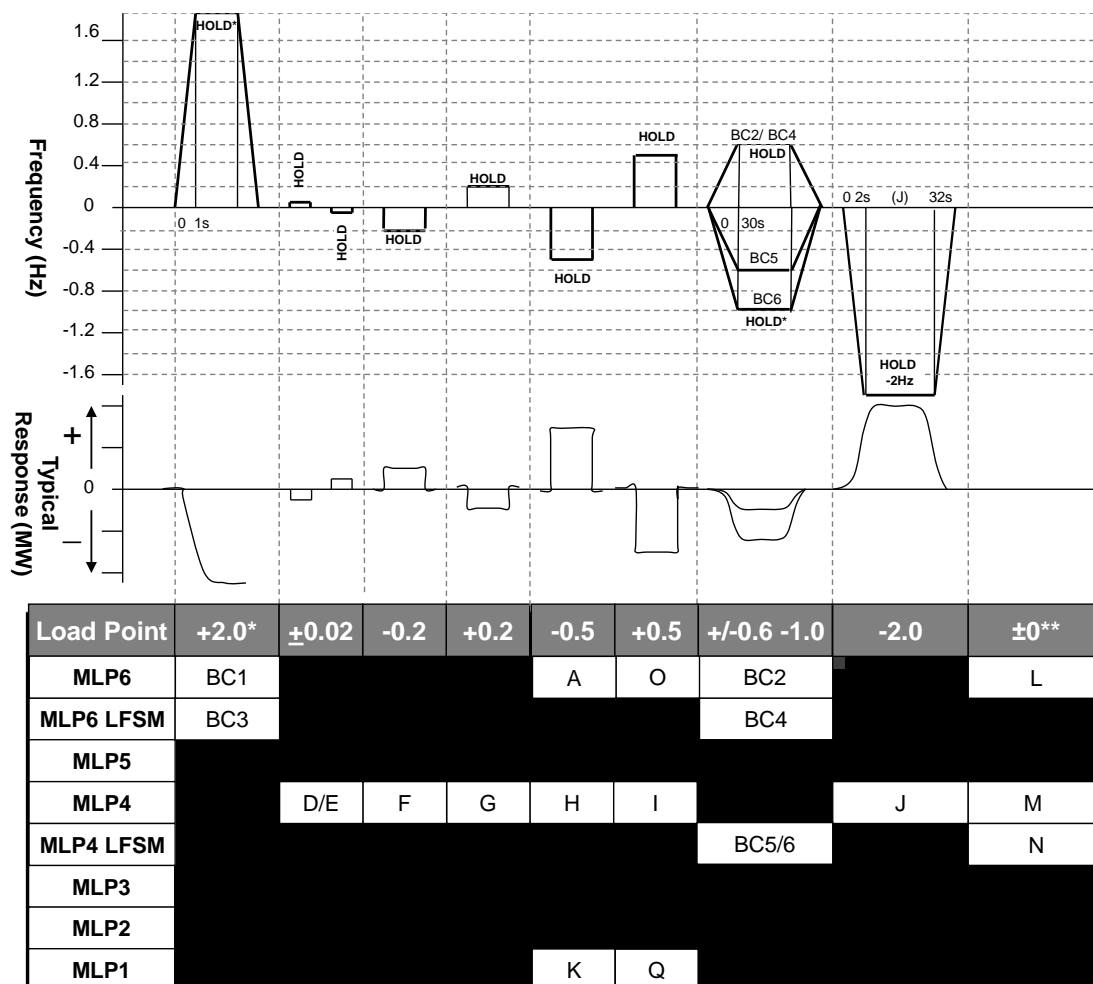 1.6
HOLD*
1.2
0.8
HOLD
BC2/ BC4
HOLD
HOLD
0.4
HOLD
0 2s (J) 32s
0
0 1s
0 30s
HOLD
HOLD
-0.4
BC5
HOLD
-0.8
BC6
HOLD*
-1.2
HOLD
-2Hz
-1.6
Frequency (Hz)
+
0
–
Typical
Response (MW)
Load Point +2.0* ±0.02 -0.2 +0.2 -0.5 +0.5 +/-0.6 -1.0 -2.0 ±0**
MLP6 BC1 A O BC2 L
MLP6 LFSM BC3 BC4
MLP5
MLP4 D/E F G H I J M
MLP4 LFSM BC5/6 N
MLP3
MLP2
MLP1 K Q